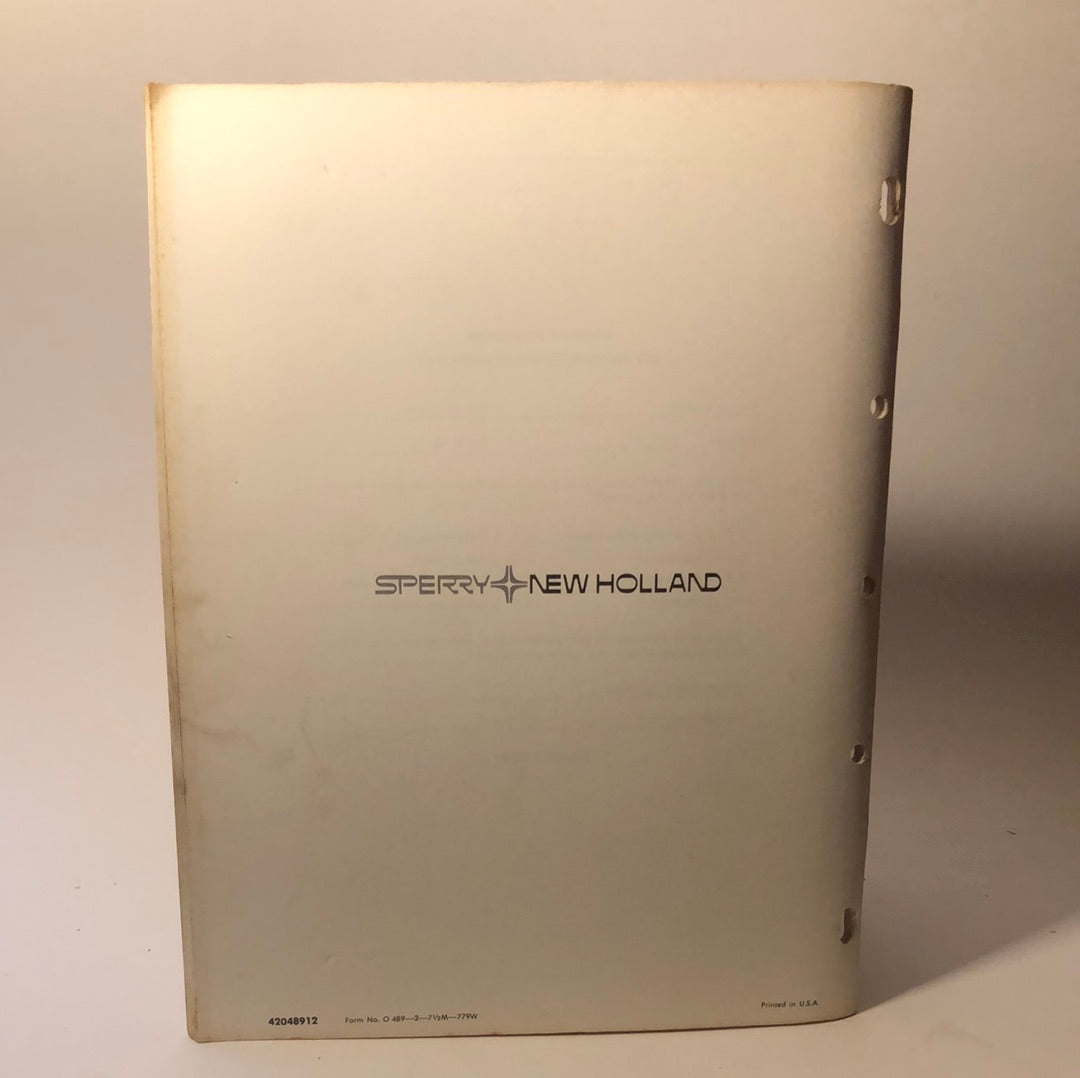 SPERRY NEW HOLLAND
42048912 Form No. O 489—2—7½M—779W
Printed in U.S.A.